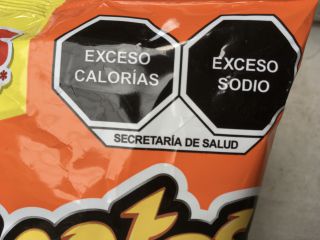 EXCESO
CALORÍAS
EXCESO
SODIO
SECRETARÍA DE SALUD